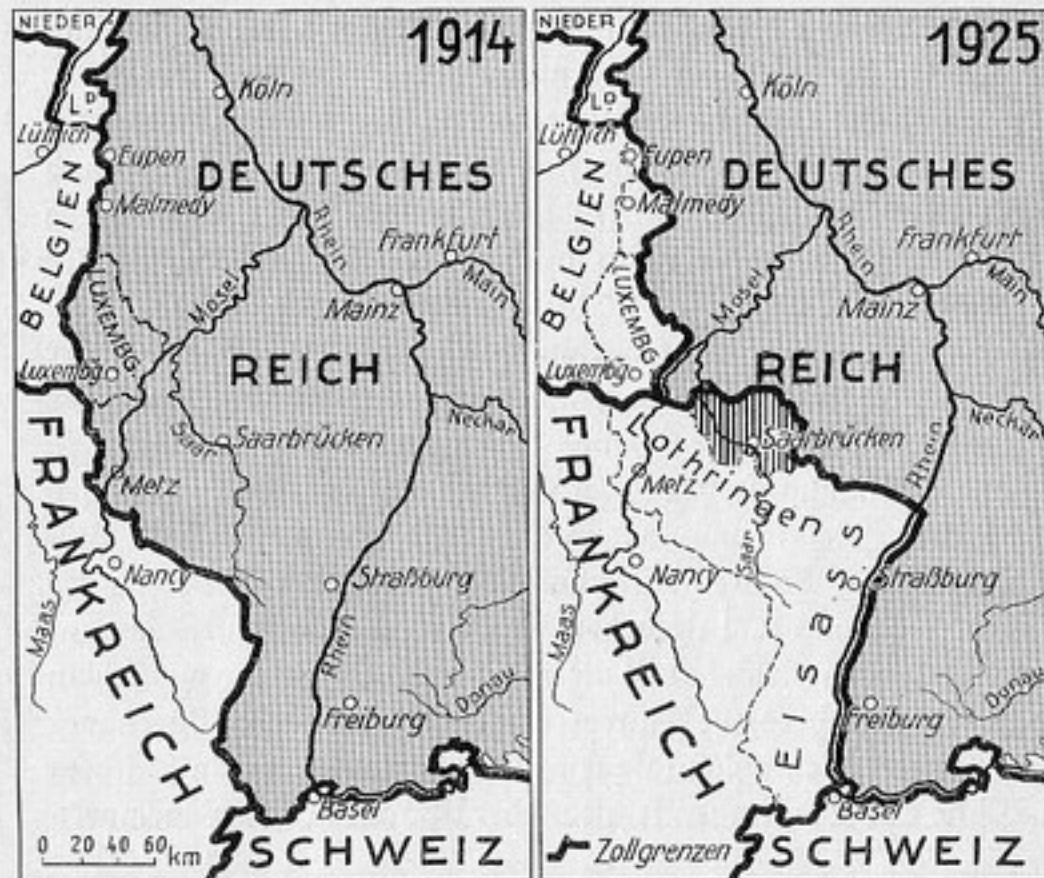 NIEDER
1914
LD.
Köln
Lüttich
Eupen
DEUTSCHES
Malmedy
BELGIEN
Rhein
Frankfurt
Main
Mosel
LUXEMBG.
Mainz
Luxembg
REICH
Neckar
Saar
Saarbrücken
FRANKREICH
Metz
Nancy
Straßburg
Maas
Rhein
Donau
Freiburg
Basel
0 20 40 60 km
SCHWEIZ
NIEDER
1925
LD.
Köln
Lüttich
Eupen
DEUTSCHES
Malmedy
BELGIEN
Rhein
Frankfurt
Main
Mosel
LUXEMBG.
Mainz
Luxembg
REICH
Neckar
Saarbrücken
Rhein
Lothringen
FRANKREICH
Metz
Saar
Nancy
Straßburg
Maas
Elsass
Donau
Freiburg
Basel
Zollgrenzen
SCHWEIZ